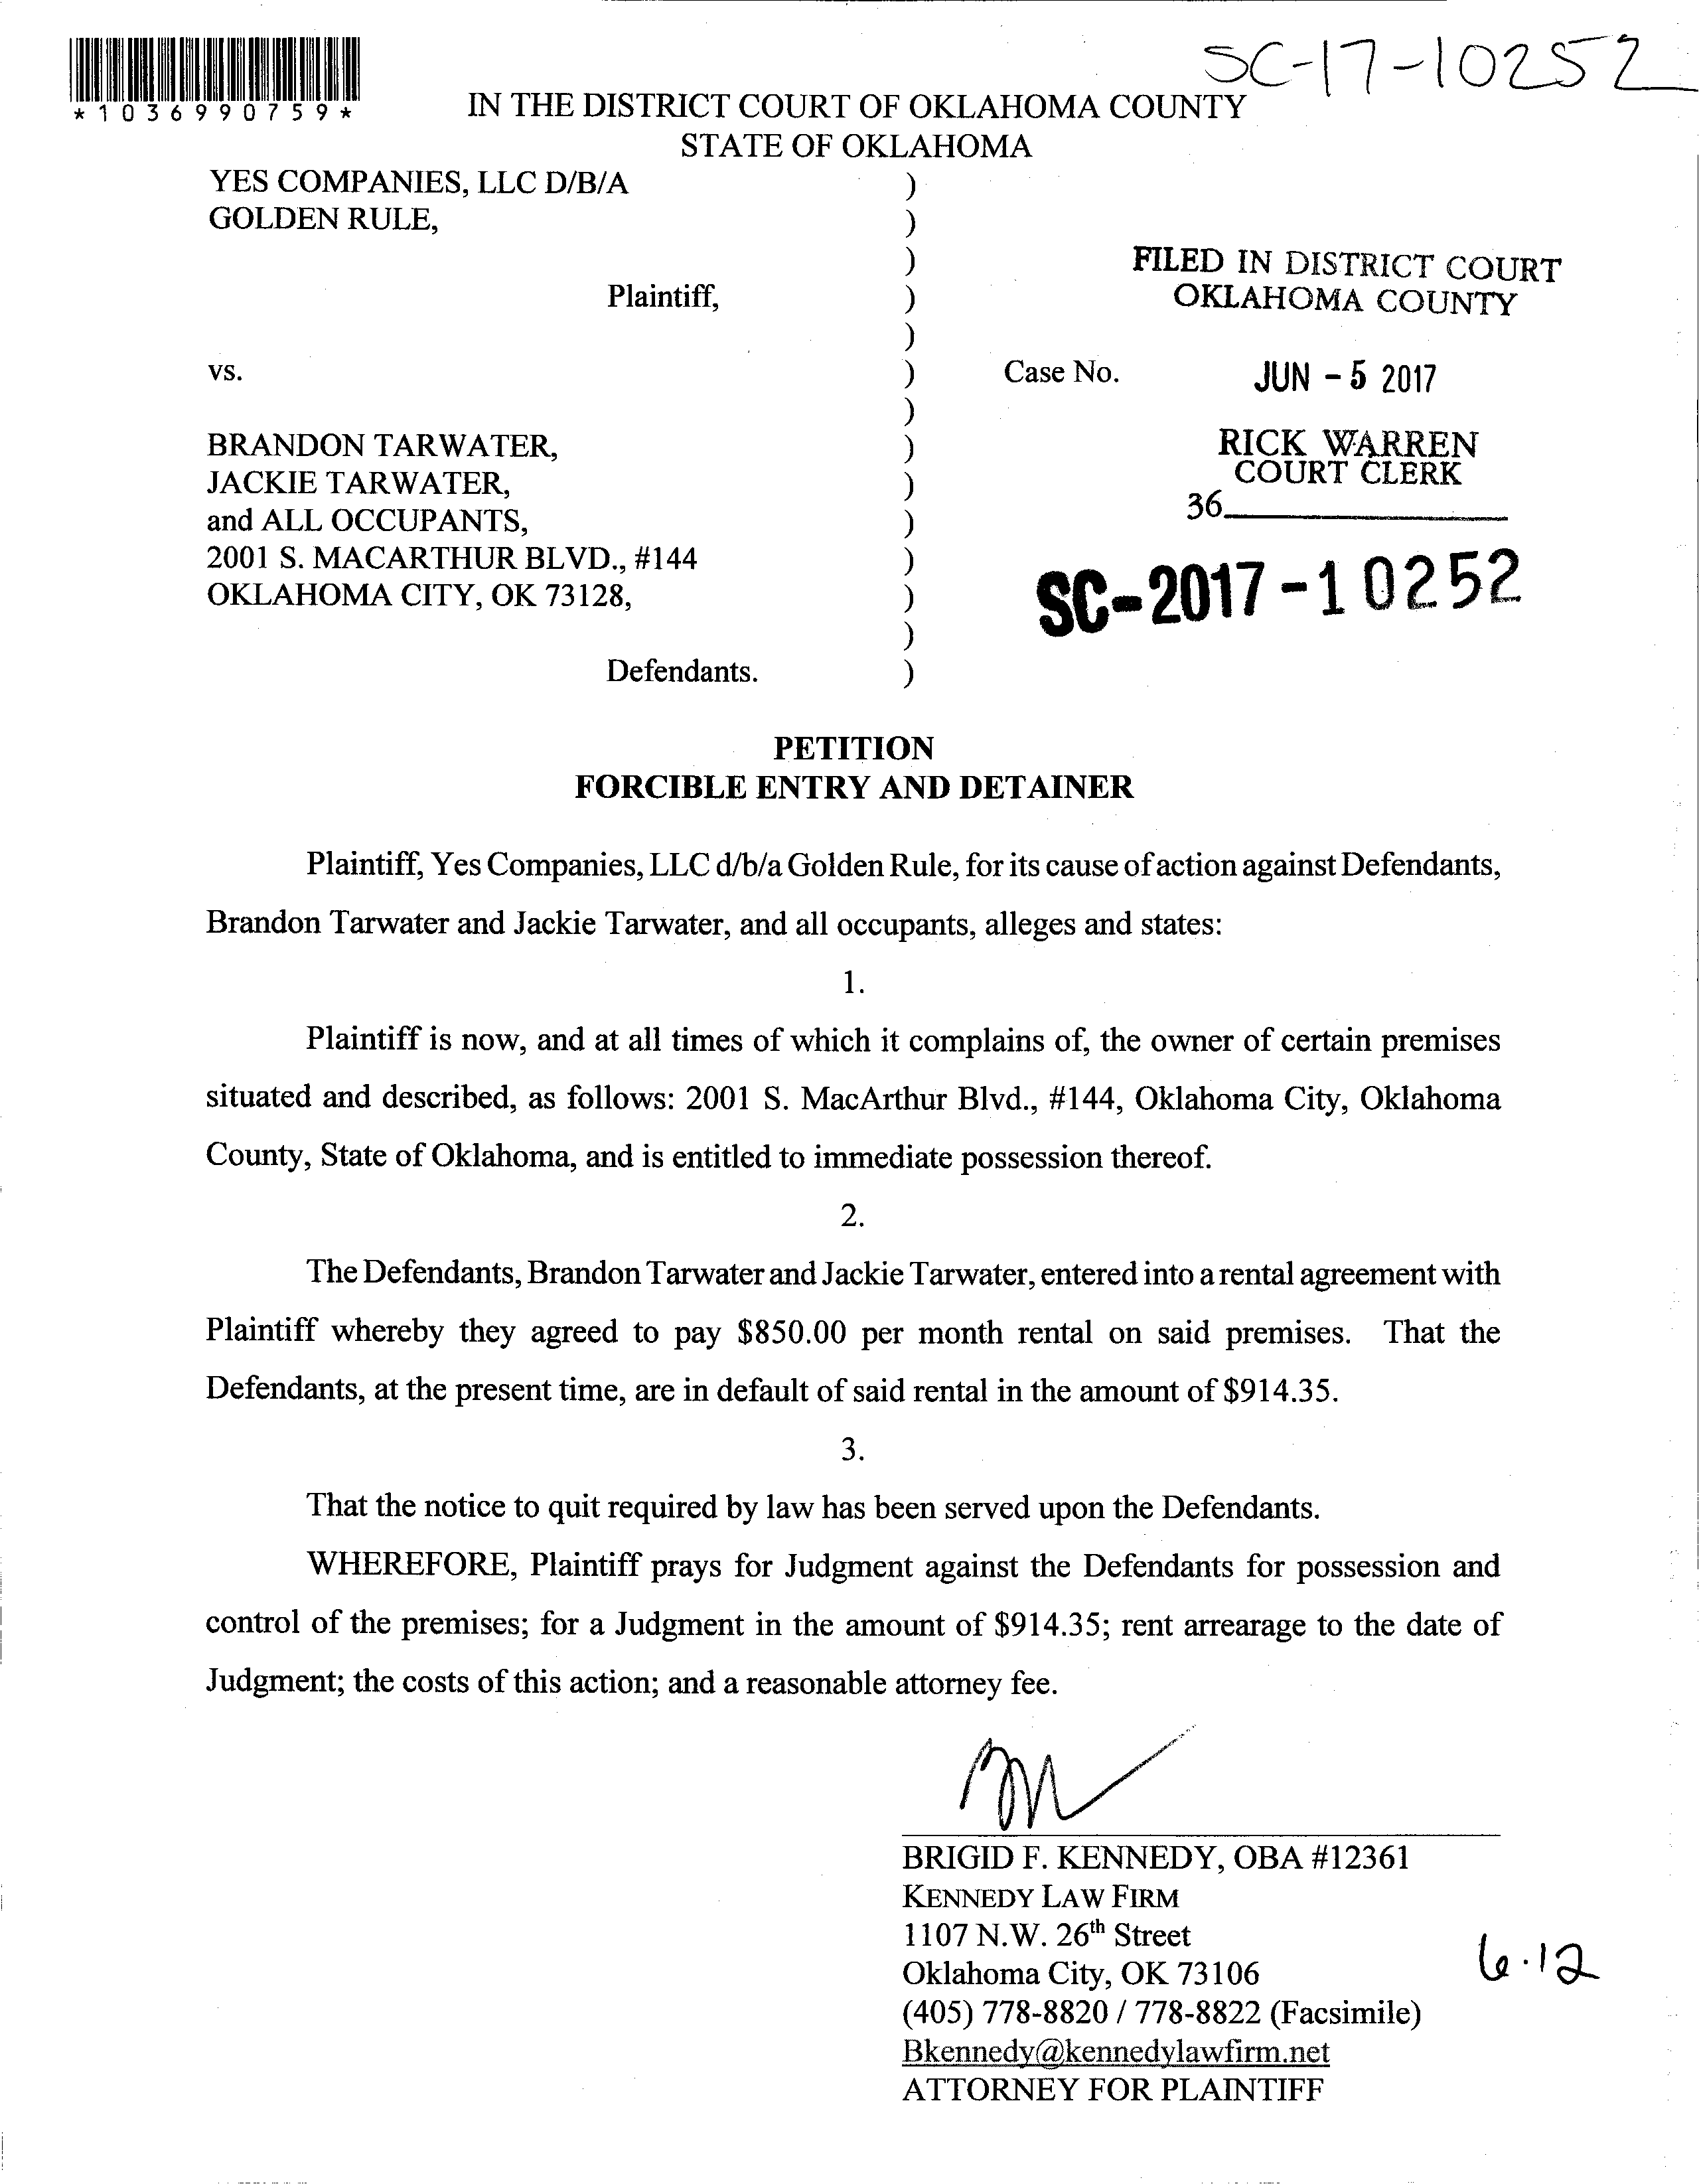 SC-17-10252
*1036990759*
IN THE DISTRICT COURT OF OKLAHOMA COUNTY
STATE OF OKLAHOMA
YES COMPANIES, LLC D/B/A )
GOLDEN RULE, )
)
FILED IN DISTRICT COURT
Plaintiff, )
OKLAHOMA COUNTY
)
vs. ) Case No.
JUN - 5 2017
)
BRANDON TARWATER, )
RICK WARREN
JACKIE TARWATER, )
COURT CLERK
and ALL OCCUPANTS, )
36
2001 S. MACARTHUR BLVD., #144 )
OKLAHOMA CITY, OK 73128, )
SC-2017-10252
)
Defendants. )
PETITION
FORCIBLE ENTRY AND DETAINER
Plaintiff, Yes Companies, LLC d/b/a Golden Rule, for its cause of action against Defendants,
Brandon Tarwater and Jackie Tarwater, and all occupants, alleges and states:
1.
Plaintiff is now, and at all times of which it complains of, the owner of certain premises
situated and described, as follows: 2001 S. MacArthur Blvd., #144, Oklahoma City, Oklahoma
County, State of Oklahoma, and is entitled to immediate possession thereof.
2.
The Defendants, Brandon Tarwater and Jackie Tarwater, entered into a rental agreement with
Plaintiff whereby they agreed to pay $850.00 per month rental on said premises. That the
Defendants, at the present time, are in default of said rental in the amount of $914.35.
3.
That the notice to quit required by law has been served upon the Defendants.
WHEREFORE, Plaintiff prays for Judgment against the Defendants for possession and
control of the premises; for a Judgment in the amount of $914.35; rent arrearage to the date of
Judgment; the costs of this action; and a reasonable attorney fee.
BRIGID F. KENNEDY, OBA #12361
KENNEDY LAW FIRM
1107 N.W. 26th Street
Oklahoma City, OK 73106
6.12
(405) 778-8820 / 778-8822 (Facsimile)
Bkennedy@kennedylawfirm.net
ATTORNEY FOR PLAINTIFF